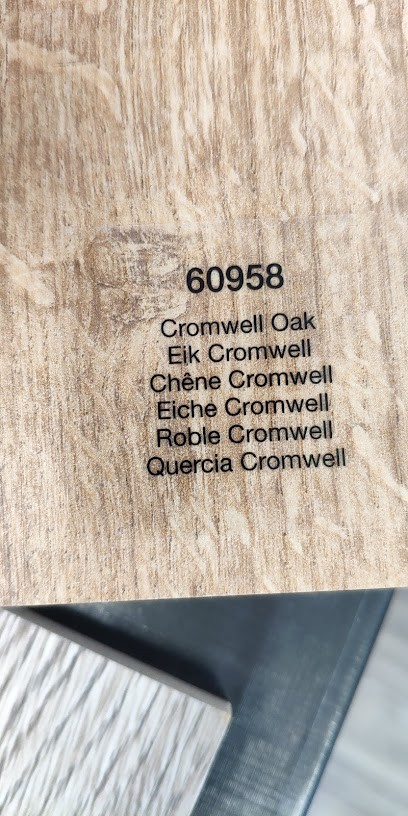 60958
Cromwell Oak
Eik Cromwell
Chêne Cromwell
Eiche Cromwell
Roble Cromwell
Quercia Cromwell